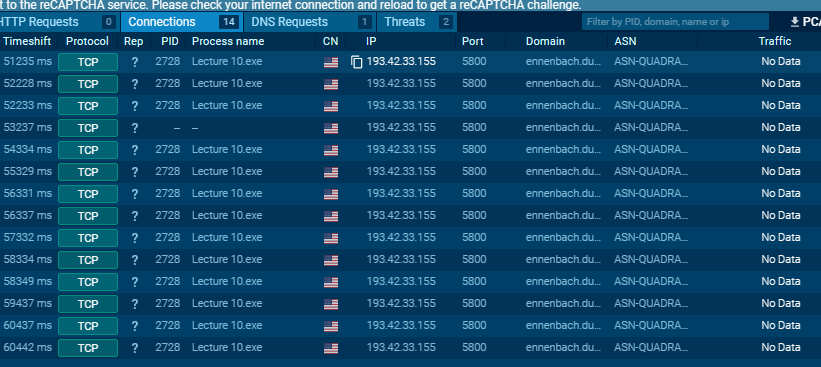 t to the reCAPTCHA service. Please check your internet connection and reload to get a reCAPTCHA challenge.
HTTP Requests 0 Connections 14 DNS Requests 1 Threats 2 Filter by PID, domain, name or ip PCA
Timeshift Protocol Rep PID Process name CN IP Port Domain ASN Traffic
51235 ms TCP ? 2728 Lecture 10.exe 193.42.33.155 5800 ennenbach.du... ASN-QUADRA... No Data
52228 ms TCP ? 2728 Lecture 10.exe 193.42.33.155 5800 ennenbach.du... ASN-QUADRA... No Data
52233 ms TCP ? 2728 Lecture 10.exe 193.42.33.155 5800 ennenbach.du... ASN-QUADRA... No Data
53237 ms TCP ? – – 193.42.33.155 5800 ennenbach.du... ASN-QUADRA... No Data
54334 ms TCP ? 2728 Lecture 10.exe 193.42.33.155 5800 ennenbach.du... ASN-QUADRA... No Data
55329 ms TCP ? 2728 Lecture 10.exe 193.42.33.155 5800 ennenbach.du... ASN-QUADRA... No Data
56331 ms TCP ? 2728 Lecture 10.exe 193.42.33.155 5800 ennenbach.du... ASN-QUADRA... No Data
56337 ms TCP ? 2728 Lecture 10.exe 193.42.33.155 5800 ennenbach.du... ASN-QUADRA... No Data
57332 ms TCP ? 2728 Lecture 10.exe 193.42.33.155 5800 ennenbach.du... ASN-QUADRA... No Data
58334 ms TCP ? 2728 Lecture 10.exe 193.42.33.155 5800 ennenbach.du... ASN-QUADRA... No Data
58349 ms TCP ? 2728 Lecture 10.exe 193.42.33.155 5800 ennenbach.du... ASN-QUADRA... No Data
59437 ms TCP ? 2728 Lecture 10.exe 193.42.33.155 5800 ennenbach.du... ASN-QUADRA... No Data
60437 ms TCP ? 2728 Lecture 10.exe 193.42.33.155 5800 ennenbach.du... ASN-QUADRA... No Data
60442 ms TCP ? 2728 Lecture 10.exe 193.42.33.155 5800 ennenbach.du... ASN-QUADRA... No Data